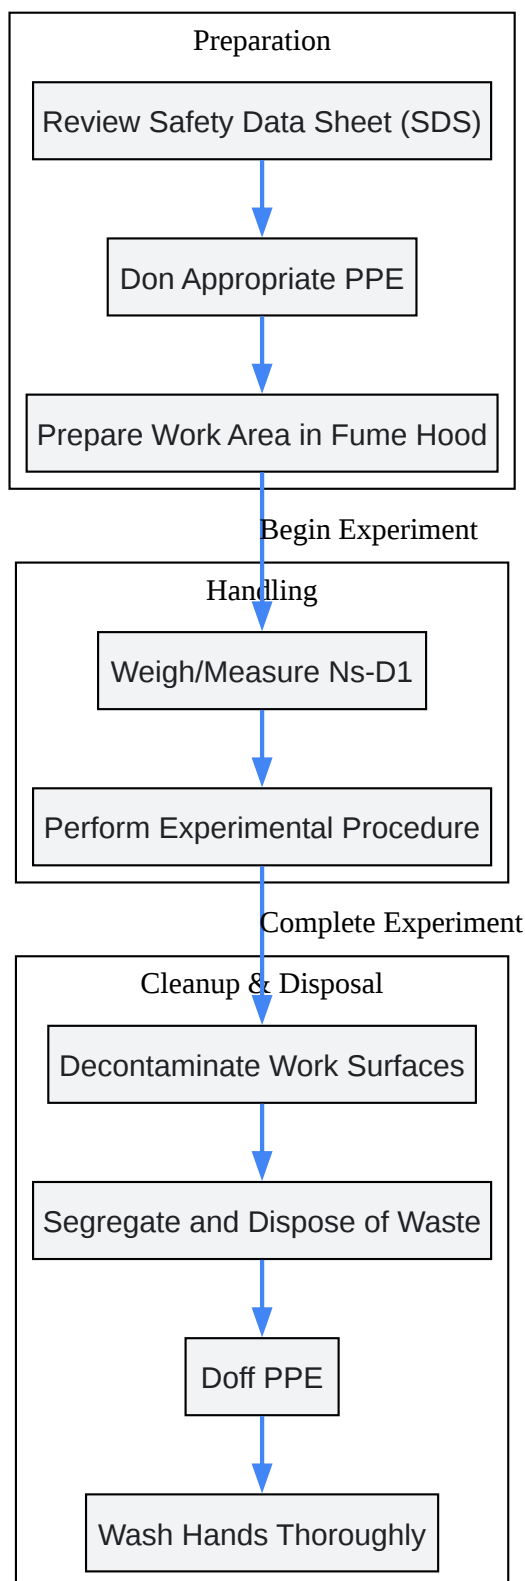 Preparation
Review Safety Data Sheet (SDS)
Don Appropriate PPE
Prepare Work Area in Fume Hood
Begin Experiment
Handling
Weigh/Measure Ns-D1
Perform Experimental Procedure
Complete Experiment
Cleanup & Disposal
Decontaminate Work Surfaces
Segregate and Dispose of Waste
Doff PPE
Wash Hands Thoroughly